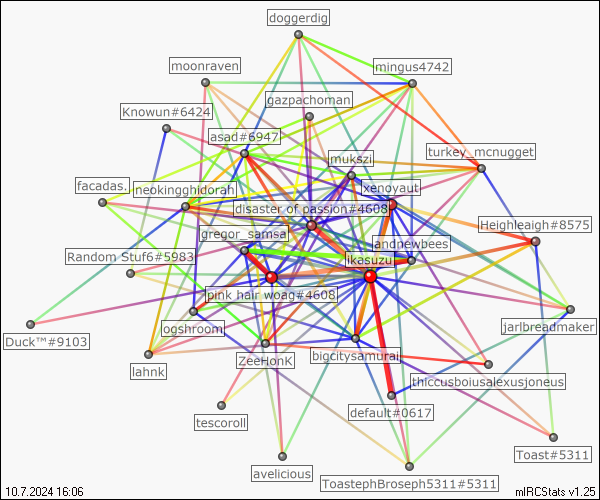 doggerdig
moonraven
mingus4742
gazpachoman
Knowun#6424
asad#6947
mukszi
turkey_mcnugget
facadas.
neokingghidorah
xenoyaut
disaster of passion#4608
Heighleaigh#8575
gregor_samsa
andnewbees
Random Stuf6#5983
ikasuzu
pink hair woag#4608
ogshroom
jarlbreadmaker
Duck™#9103
lahnk
ZeeHonK
bigcitysamurai
thiccusboiusalexusjoneus
default#0617
tescoroll
Toast#5311
avelicious
ToastephBroseph5311#5311
10.7.2024 16:06
mIRCStats v1.25